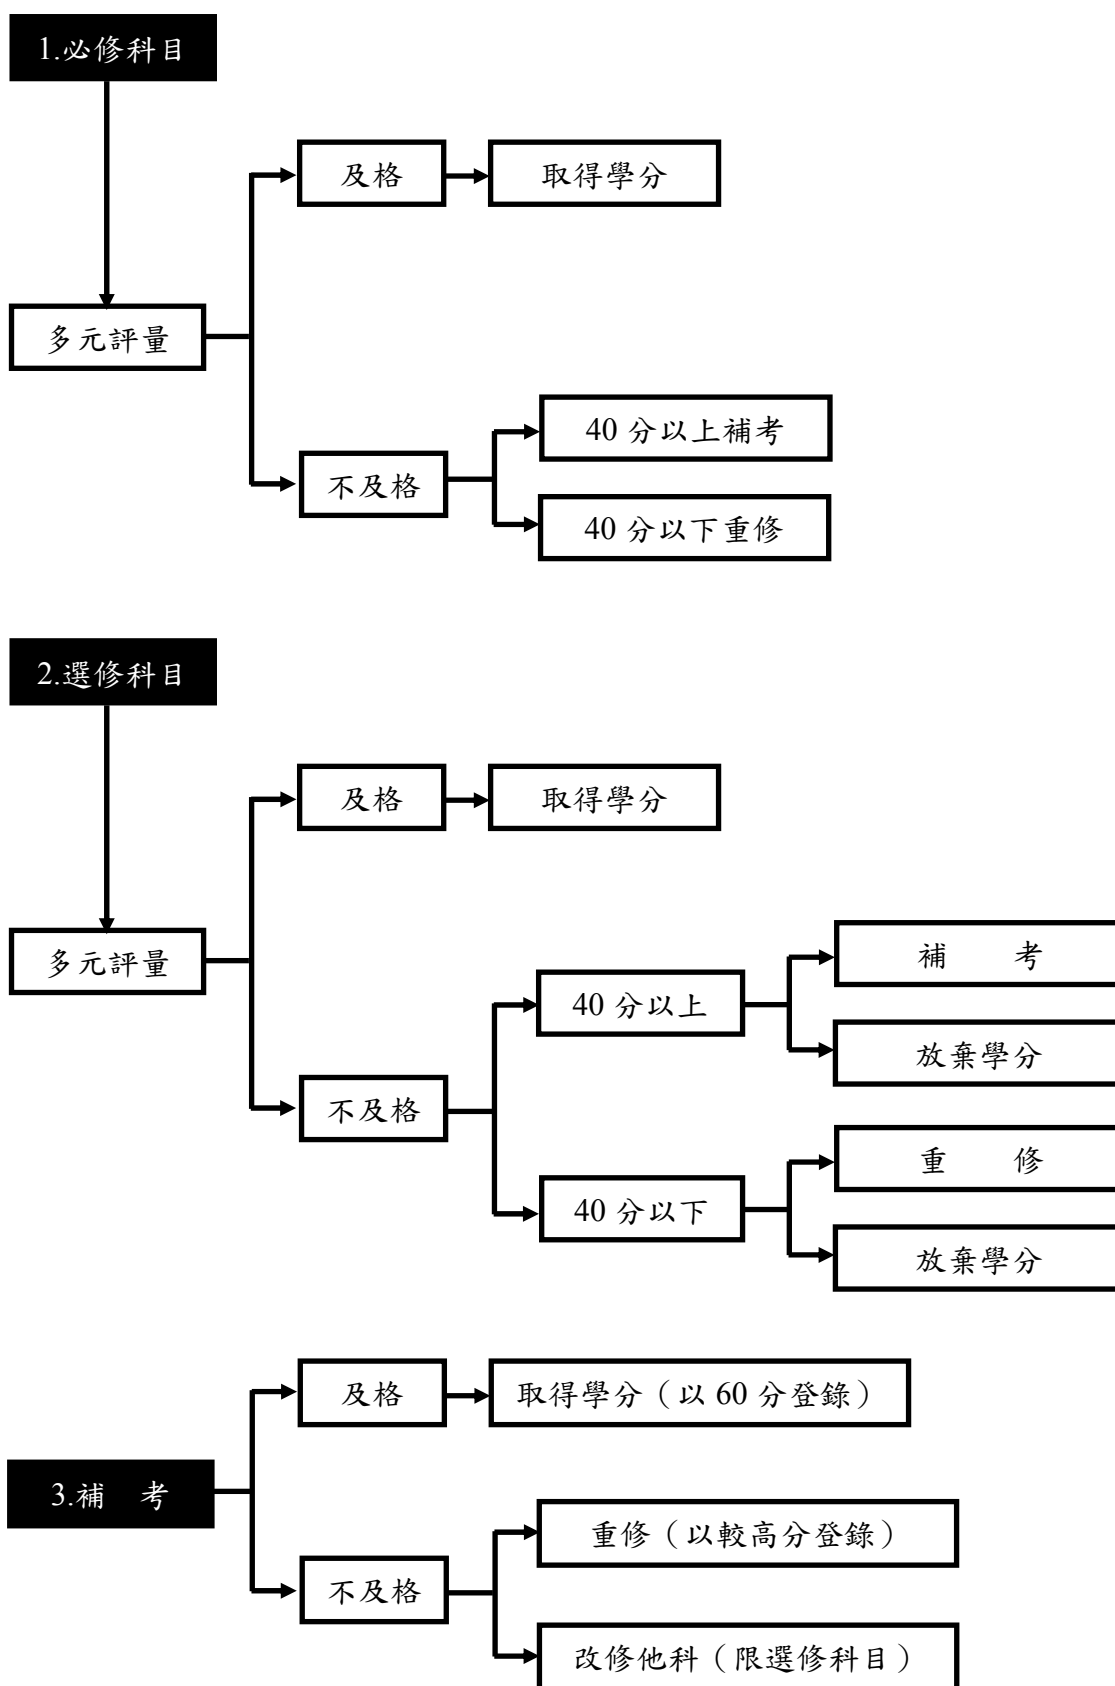 1.必修科目
及格
取得學分
多元評量
40 分以上補考
不及格
40 分以下重修
2.選修科目
及格
取得學分
多元評量
補　　考
40 分以上
放棄學分
不及格
重　　修
40 分以下
放棄學分
及格
取得學分（以 60 分登錄）
3.補　考
重修（以較高分登錄）
不及格
改修他科（限選修科目）